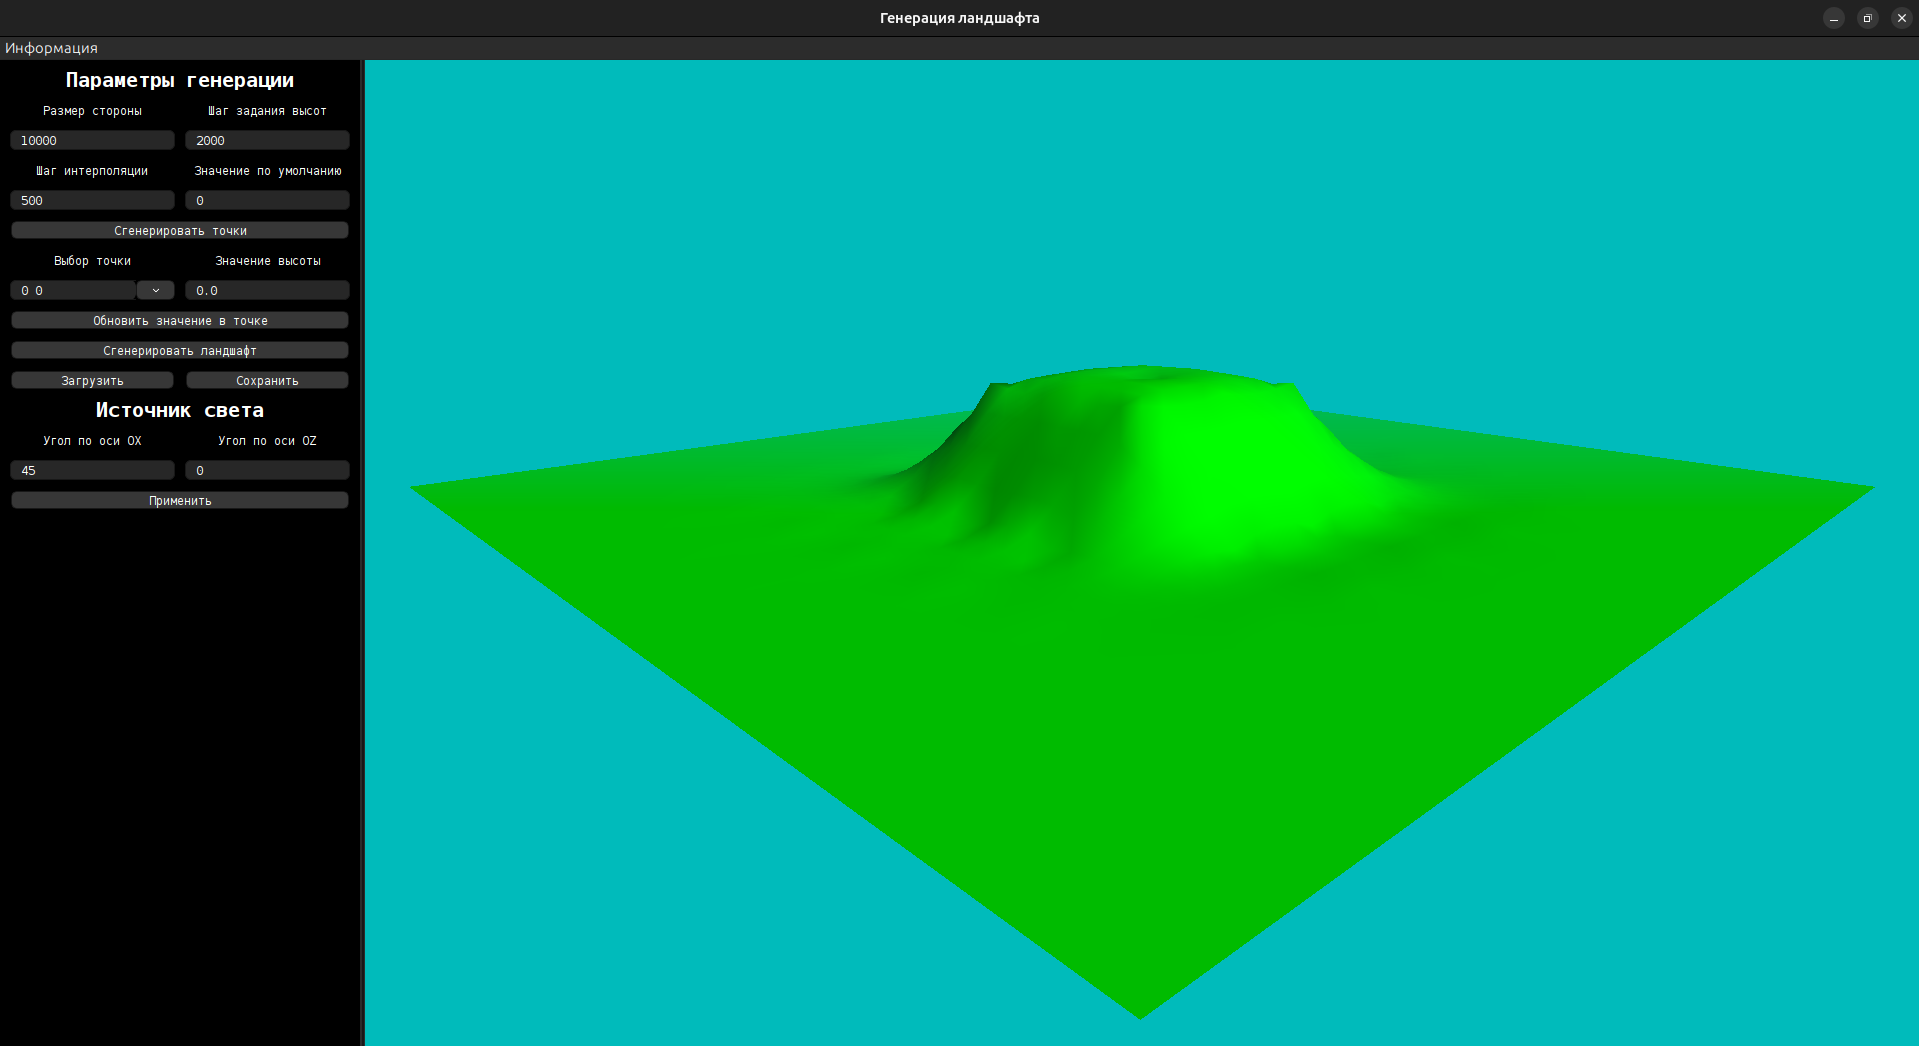 Генерация ландшафта
Информация
Параметры генерации
Размер стороны Шаг задания высот
10000 2000
Шаг интерполяции Значение по умолчанию
500 0
Сгенерировать точки
Выбор точки Значение высоты
0 0 0.0
Обновить значение в точке
Сгенерировать ландшафт
Загрузить Сохранить
Источник света
Угол по оси OX Угол по оси OZ
45 0
Применить